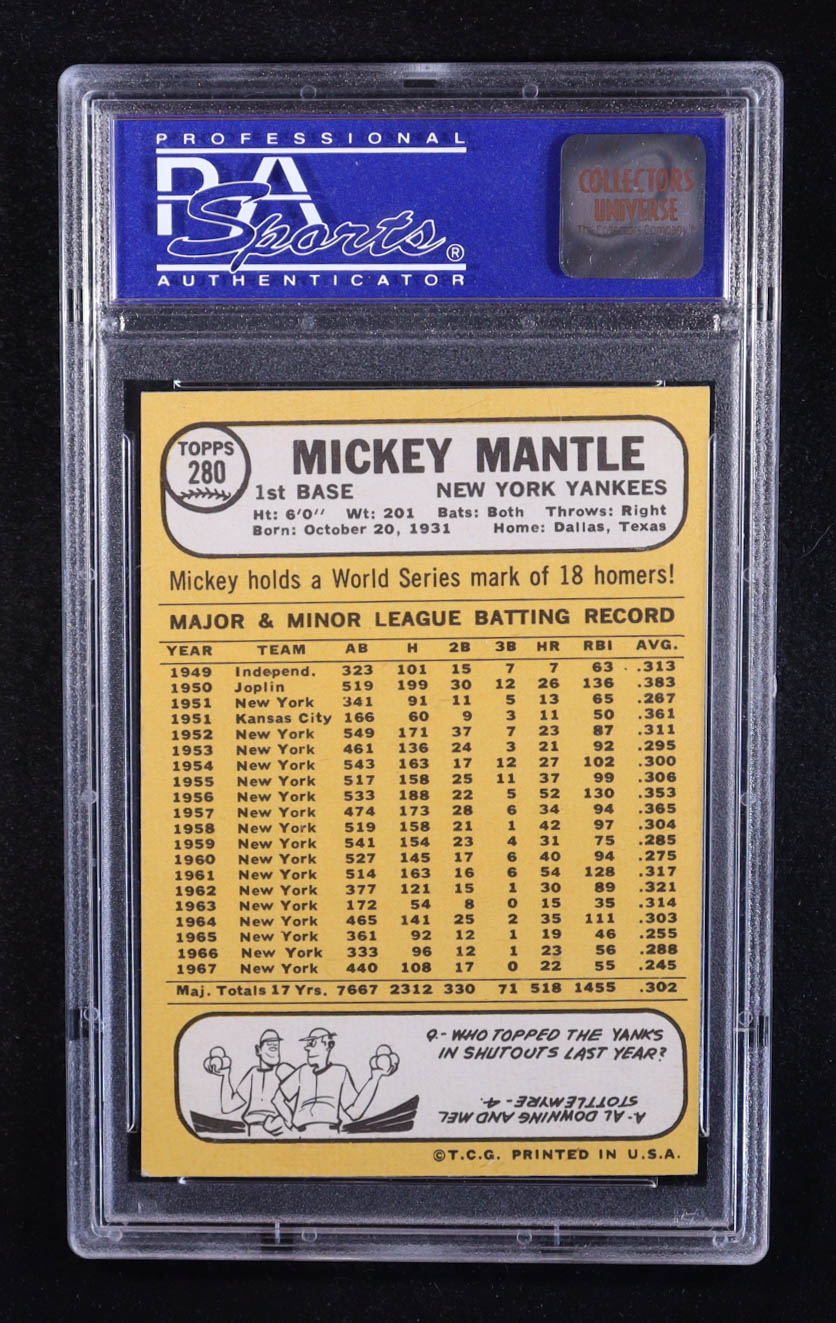 PROFESSIONAL
PSA
Sports®
AUTHENTICATOR
COLLECTORS
UNIVERSE
The Collectors Company
TOPPS
280
MICKEY MANTLE
1st BASE NEW YORK YANKEES
Ht: 6'0" Wt: 201 Bats: Both Throws: Right
Born: October 20, 1931 Home: Dallas, Texas
Mickey holds a World Series mark of 18 homers!
MAJOR & MINOR LEAGUE BATTING RECORD
YEAR TEAM AB H 2B 3B HR RBI AVG.
1949 Independ. 323 101 15 7 7 63 .313
1950 Joplin 519 199 30 12 26 136 .383
1951 New York 341 91 11 5 13 65 .267
1951 Kansas City 166 60 9 3 11 50 .361
1952 New York 549 171 37 7 23 87 .311
1953 New York 461 136 24 3 21 92 .295
1954 New York 543 163 17 12 27 102 .300
1955 New York 517 158 25 11 37 99 .306
1956 New York 533 188 22 5 52 130 .353
1957 New York 474 173 28 6 34 94 .365
1958 New York 519 158 21 1 42 97 .304
1959 New York 541 154 23 4 31 75 .285
1960 New York 527 145 17 6 40 94 .275
1961 New York 514 163 16 6 54 128 .317
1962 New York 377 121 15 1 30 89 .321
1963 New York 172 54 8 0 15 35 .314
1964 New York 465 141 25 2 35 111 .303
1965 New York 361 92 12 1 19 46 .255
1966 New York 333 96 12 1 23 56 .288
1967 New York 440 108 17 0 22 55 .245
Maj. Totals 17 Yrs. 7667 2312 330 71 518 1455 .302
Q.- WHO TOPPED THE YANKS
IN SHUTOUTS LAST YEAR?
A- AL DOWNING AND MEL
STOTTLEMYRE - 4.
©T.C.G. PRINTED IN U.S.A.